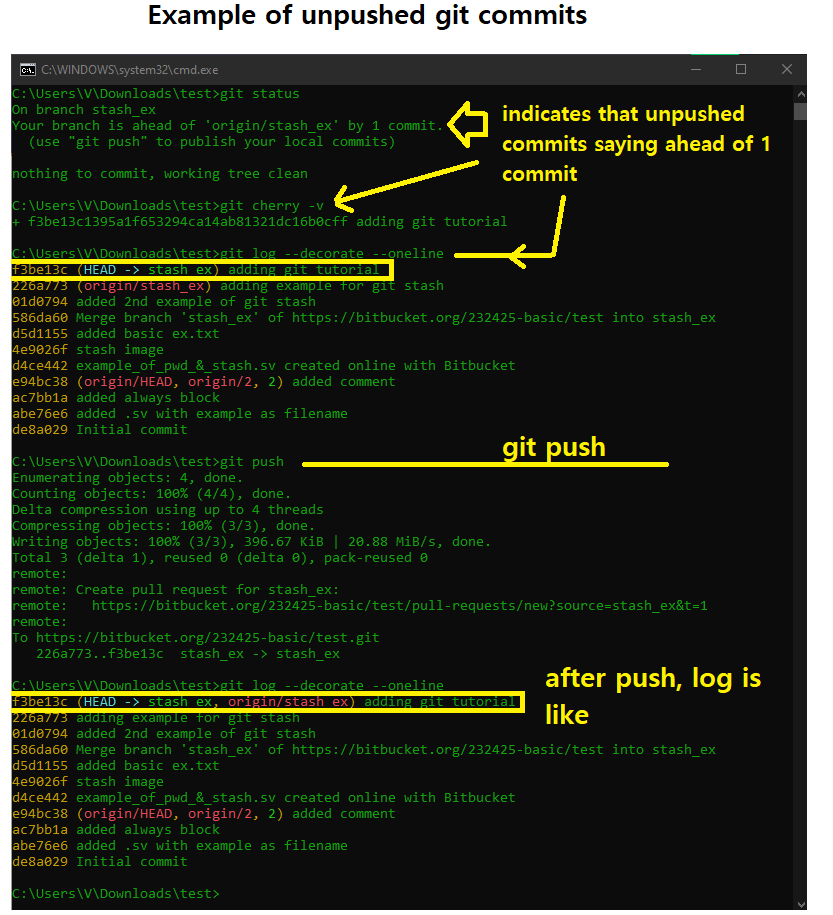 Example of unpushed git commits
C:\WINDOWS\system32\cmd.exe
C:\Users\V\Downloads\test>git status
On branch stash_ex
Your branch is ahead of 'origin/stash_ex' by 1 commit.
  (use "git push" to publish your local commits)
indicates that unpushed
commits saying ahead of 1
commit
nothing to commit, working tree clean
C:\Users\V\Downloads\test>git cherry -v
+ f3be13c1395a1f653294ca14ab81321dc16b0cff adding git tutorial
C:\Users\V\Downloads\test>git log --decorate --oneline
f3be13c (HEAD -> stash_ex) adding git tutorial
226a773 (origin/stash_ex) adding example for git stash
01d0794 added 2nd example of git stash
586da60 Merge branch 'stash_ex' of https://bitbucket.org/232425-basic/test into stash_ex
d5d1155 added basic ex.txt
4e9026f stash image
d4ce442 example_of_pwd_&_stash.sv created online with Bitbucket
e94bc38 (origin/HEAD, origin/2, 2) added comment
ac7bb1a added always block
abe76e6 added .sv with example as filename
de8a029 Initial commit
C:\Users\V\Downloads\test>git push
git push
Enumerating objects: 4, done.
Counting objects: 100% (4/4), done.
Delta compression using up to 4 threads
Compressing objects: 100% (3/3), done.
Writing objects: 100% (3/3), 396.67 KiB | 20.88 MiB/s, done.
Total 3 (delta 1), reused 0 (delta 0), pack-reused 0
remote:
remote: Create pull request for stash_ex:
remote:   https://bitbucket.org/232425-basic/test/pull-requests/new?source=stash_ex&t=1
remote:
To https://bitbucket.org/232425-basic/test.git
   226a773..f3be13c  stash_ex -> stash_ex
C:\Users\V\Downloads\test>git log --decorate --oneline
f3be13c (HEAD -> stash_ex, origin/stash_ex) adding git tutorial
after push, log is
like
226a773 adding example for git stash
01d0794 added 2nd example of git stash
586da60 Merge branch 'stash_ex' of https://bitbucket.org/232425-basic/test into stash_ex
d5d1155 added basic ex.txt
4e9026f stash image
d4ce442 example_of_pwd_&_stash.sv created online with Bitbucket
e94bc38 (origin/HEAD, origin/2, 2) added comment
ac7bb1a added always block
abe76e6 added .sv with example as filename
de8a029 Initial commit
C:\Users\V\Downloads\test>